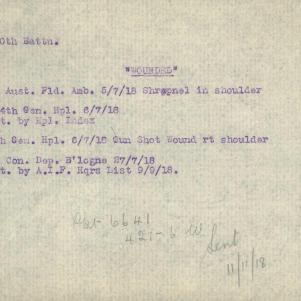 0th Battn.
"WOUNDED"
Aust. Fld. Amb. 5/7/18 Shrapnel in shoulder
4th Gen. Hpl. 6/7/18
t. by Hpl. Index
h Gen. Hpl. 6/7/18 Gun Shot Wound rt shoulder
Con. Dep. B'logne 27/7/18
t. by A.I.F. Hqrs List 9/9/18.
6641
Sent
11/11/18